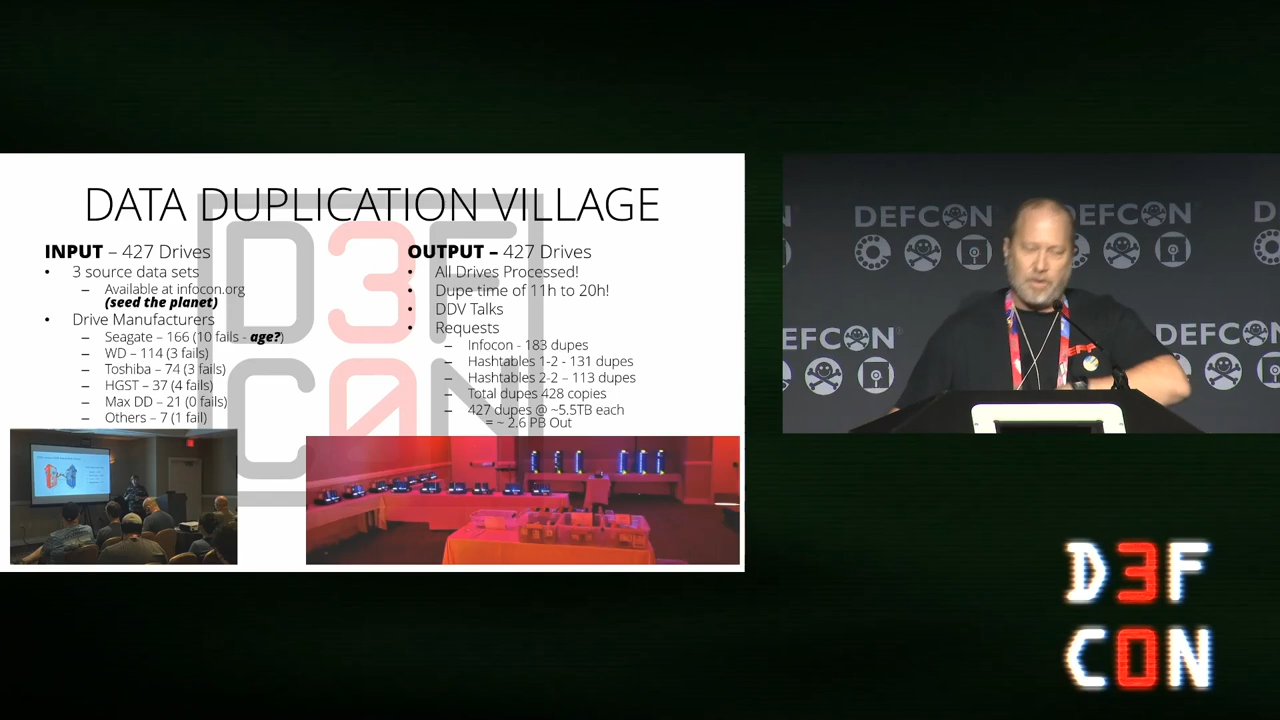 DATA DUPLICATION VILLAGE
INPUT – 427 Drives
• 3 source data sets
– Available at infocon.org
(seed the planet)
• Drive Manufacturers
– Seagate – 166 (10 fails - age?)
– WD – 114 (3 fails)
– Toshiba – 74 (3 fails)
– HGST – 37 (4 fails)
– Max DD – 21 (0 fails)
– Others – 7 (1 fail)
OUTPUT – 427 Drives
• All Drives Processed!
• Dupe time of 11h to 20h!
• DDV Talks
• Requests
– Infocon - 183 dupes
– Hashtables 1-2 - 131 dupes
– Hashtables 2-2 – 113 dupes
– Total dupes 428 copies
– 427 dupes @ ~5.5TB each
= ~ 2.6 PB Out
D3F
C0N
DEFCON
DEFCON
DEFCON
DEFCON
D3F
C0N